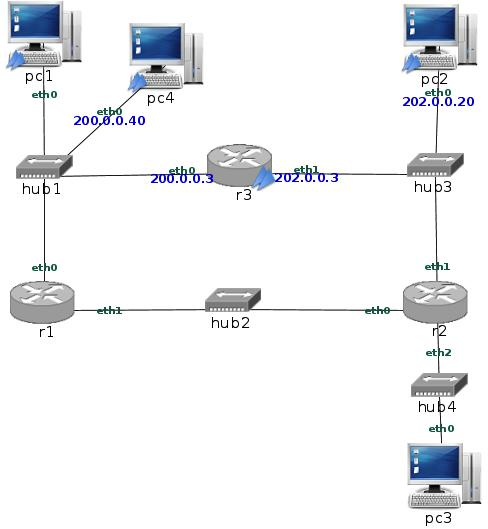 pc1
eth0
pc4
eth0
200.0.0.40
pc2
eth0
202.0.0.20
hub1
eth0
200.0.0.3
r3
eth1
202.0.0.3
hub3
eth0
r1
eth1
hub2
eth1
eth0
r2
eth2
hub4
eth0
pc3